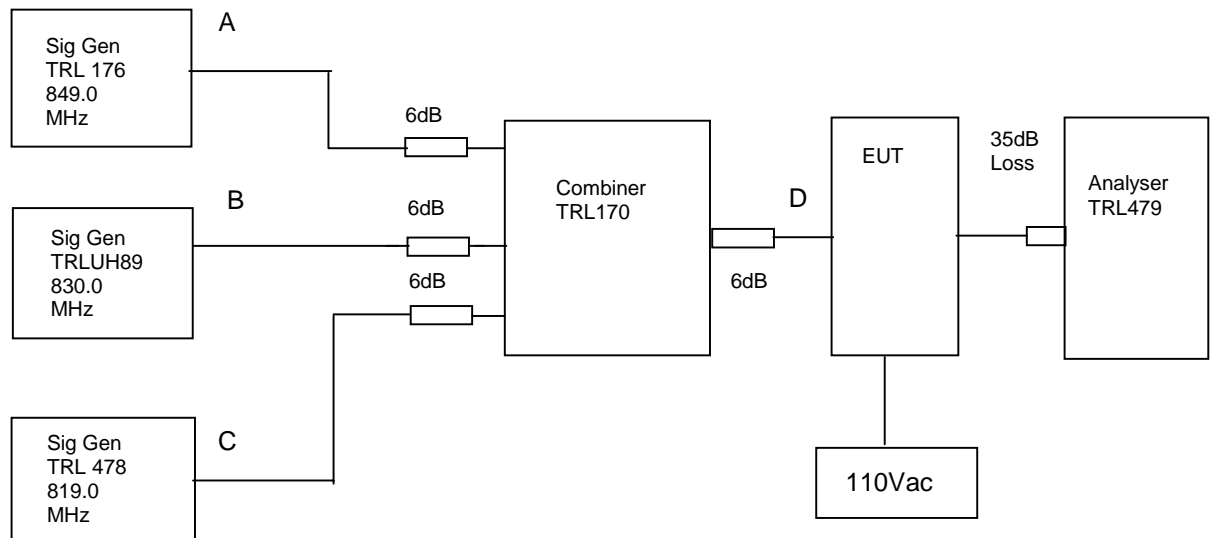 A
Sig Gen
TRL 176
849.0
MHz
6dB
Combiner
TRL170
EUT
35dB
Loss
Analyser
TRL479
B
6dB
Sig Gen
TRLUH89
830.0
MHz
6dB
D
6dB
C
Sig Gen
TRL 478
819.0
MHz
110Vac